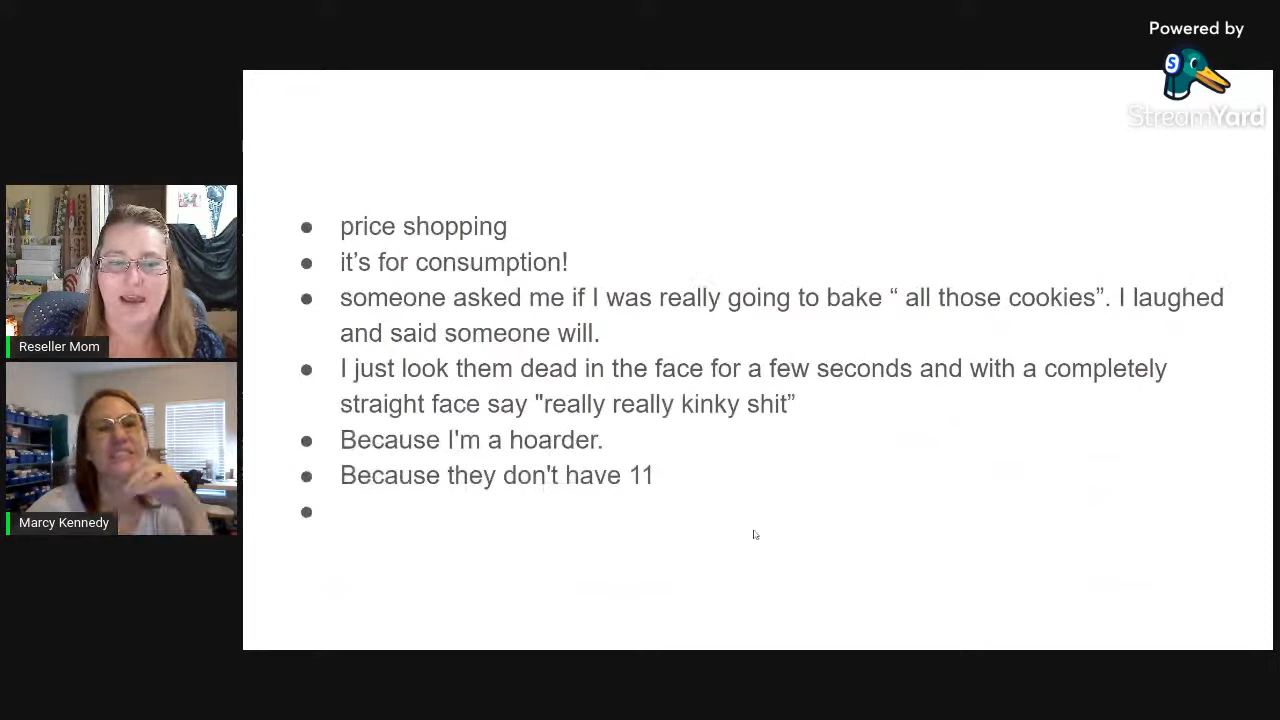 Powered by
StreamYard
price shopping
it's for consumption!
someone asked me if I was really going to bake “ all those cookies”. I laughed
and said someone will.
I just look them dead in the face for a few seconds and with a completely
straight face say "really really kinky shit”
Because I'm a hoarder.
Because they don't have 11
Reseller Mom
Marcy Kennedy